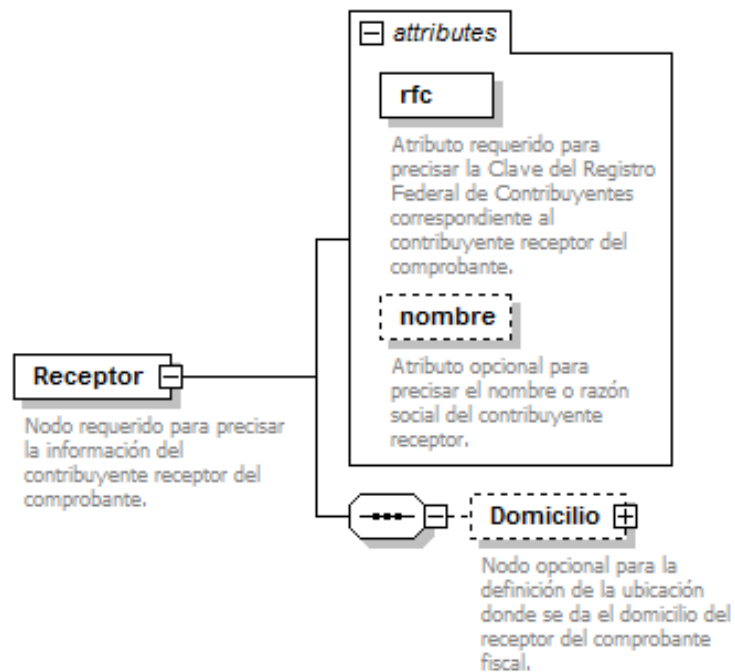 attributes
rfc
Atributo requerido para
precisar la Clave del Registro
Federal de Contribuyentes
correspondiente al
contribuyente receptor del
comprobante.
nombre
Atributo opcional para
precisar el nombre o razón
social del contribuyente
receptor.
Receptor
Nodo requerido para precisar
la información del
contribuyente receptor del
comprobante.
Domicilio
Nodo opcional para la
definición de la ubicación
donde se da el domicilio del
receptor del comprobante
fiscal.